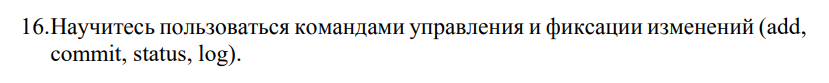 16.Научитесь пользоваться командами управления и фиксации изменений (add,
commit, status, log).